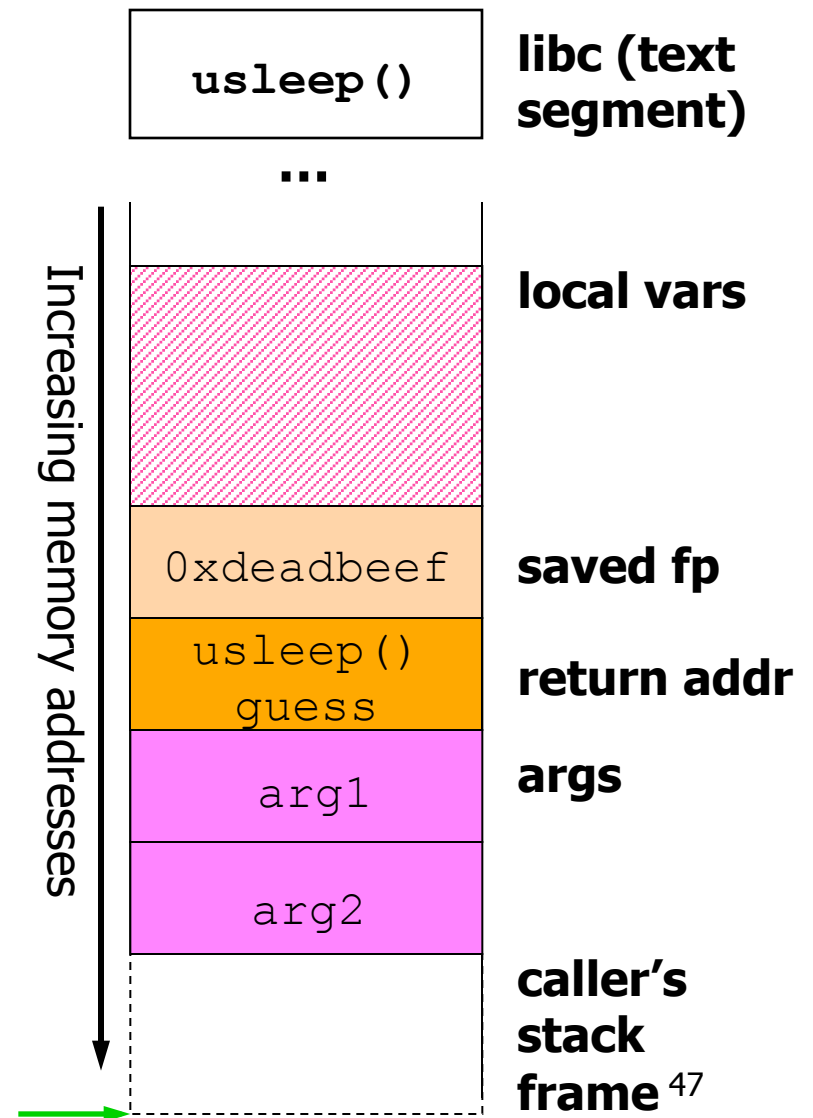 usleep()
libc (text
segment)
...
Increasing memory addresses
local vars
0xdeadbeef
saved fp
usleep()
guess
return addr
arg1
args
arg2
caller’s
stack
frame 47